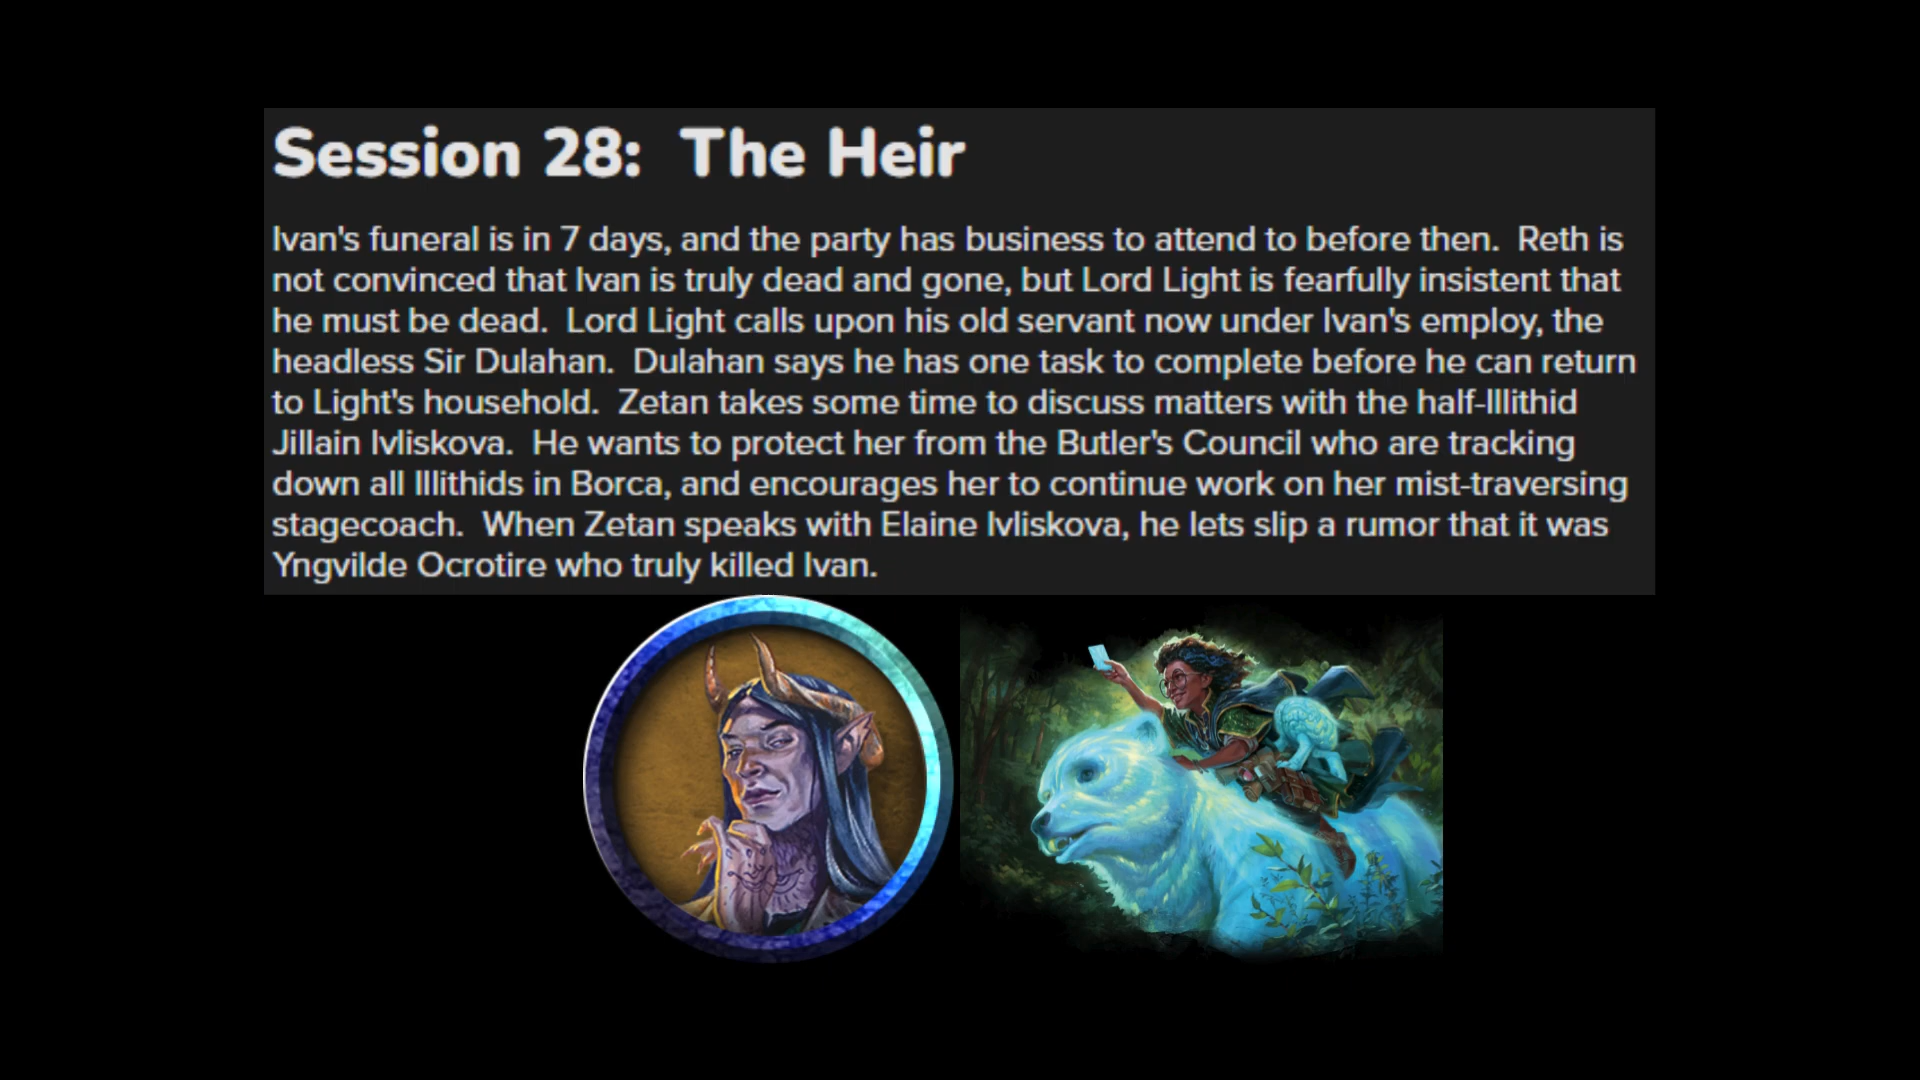 Session 28:  The Heir
Ivan's funeral is in 7 days, and the party has business to attend to before then.  Reth is
not convinced that Ivan is truly dead and gone, but Lord Light is fearfully insistent that
he must be dead.  Lord Light calls upon his old servant now under Ivan's employ, the
headless Sir Dulahan.  Dulahan says he has one task to complete before he can return
to Light's household.  Zetan takes some time to discuss matters with the half-Illithid
Jillain Ivliskova.  He wants to protect her from the Butler's Council who are tracking
down all Illithids in Borca, and encourages her to continue work on her mist-traversing
stagecoach.  When Zetan speaks with Elaine Ivliskova, he lets slip a rumor that it was
Yngvilde Ocrotire who truly killed Ivan.